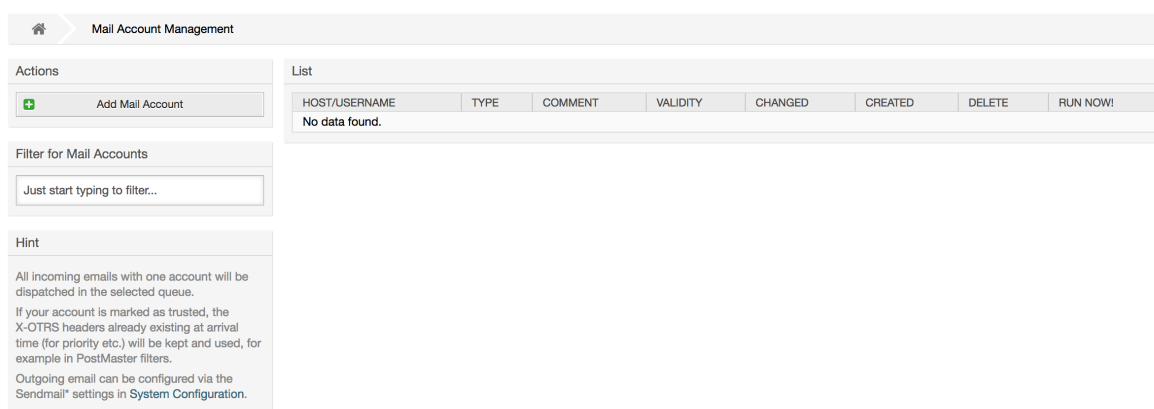 Mail Account Management
Actions
Add Mail Account
Filter for Mail Accounts
Just start typing to filter...
Hint
All incoming emails with one account will be
dispatched in the selected queue.
If your account is marked as trusted, the
X-OTRS headers already existing at arrival
time (for priority etc.) will be kept and used, for
example in PostMaster filters.
Outgoing email can be configured via the
Sendmail* settings in System Configuration.
List
HOST/USERNAME TYPE COMMENT VALIDITY CHANGED CREATED DELETE RUN NOW!
No data found.